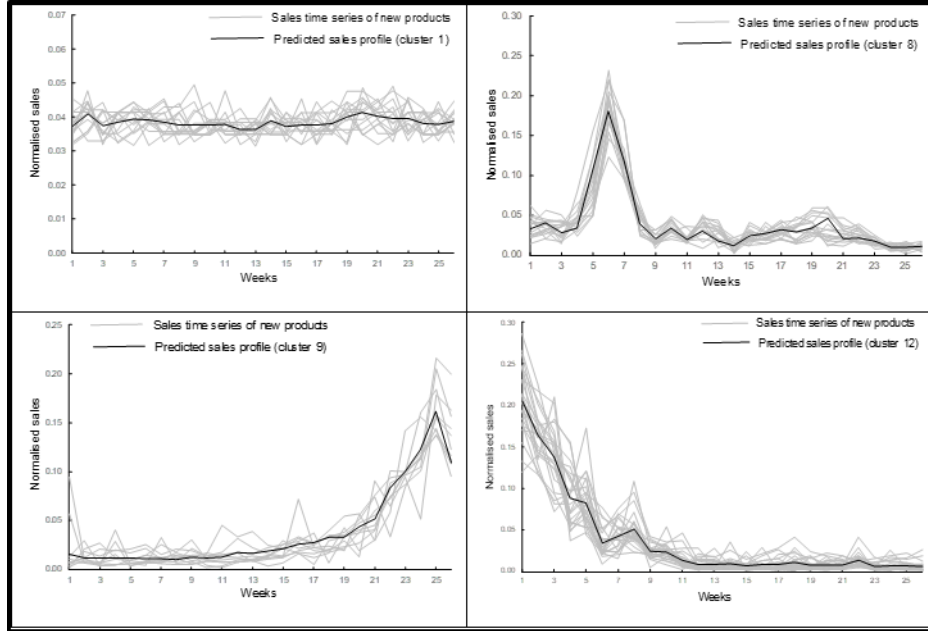 Sales time series of new products
Predicted sales profile (cluster 1)
Normalised sales
0.07
0.06
0.05
0.04
0.03
0.02
0.01
0.00
1 3 5 7 9 11 13 15 17 19 21 23 25
Weeks
Sales time series of new products
Predicted sales profile (cluster 8)
Normalised sales
0.30
0.25
0.20
0.15
0.10
0.05
0.00
1 3 5 7 9 11 13 15 17 19 21 23 25
Weeks
Sales time series of new products
Predicted sales profile (cluster 9)
Normalised sales
0.25
0.20
0.15
0.10
0.05
0.00
1 3 5 7 9 11 13 15 17 19 21 23 25
Weeks
Sales time series of new products
Predicted sales profile (cluster 12)
Normalised sales
0.30
0.25
0.20
0.15
0.10
0.05
0.00
1 3 5 7 9 11 13 15 17 19 21 23 25
Weeks